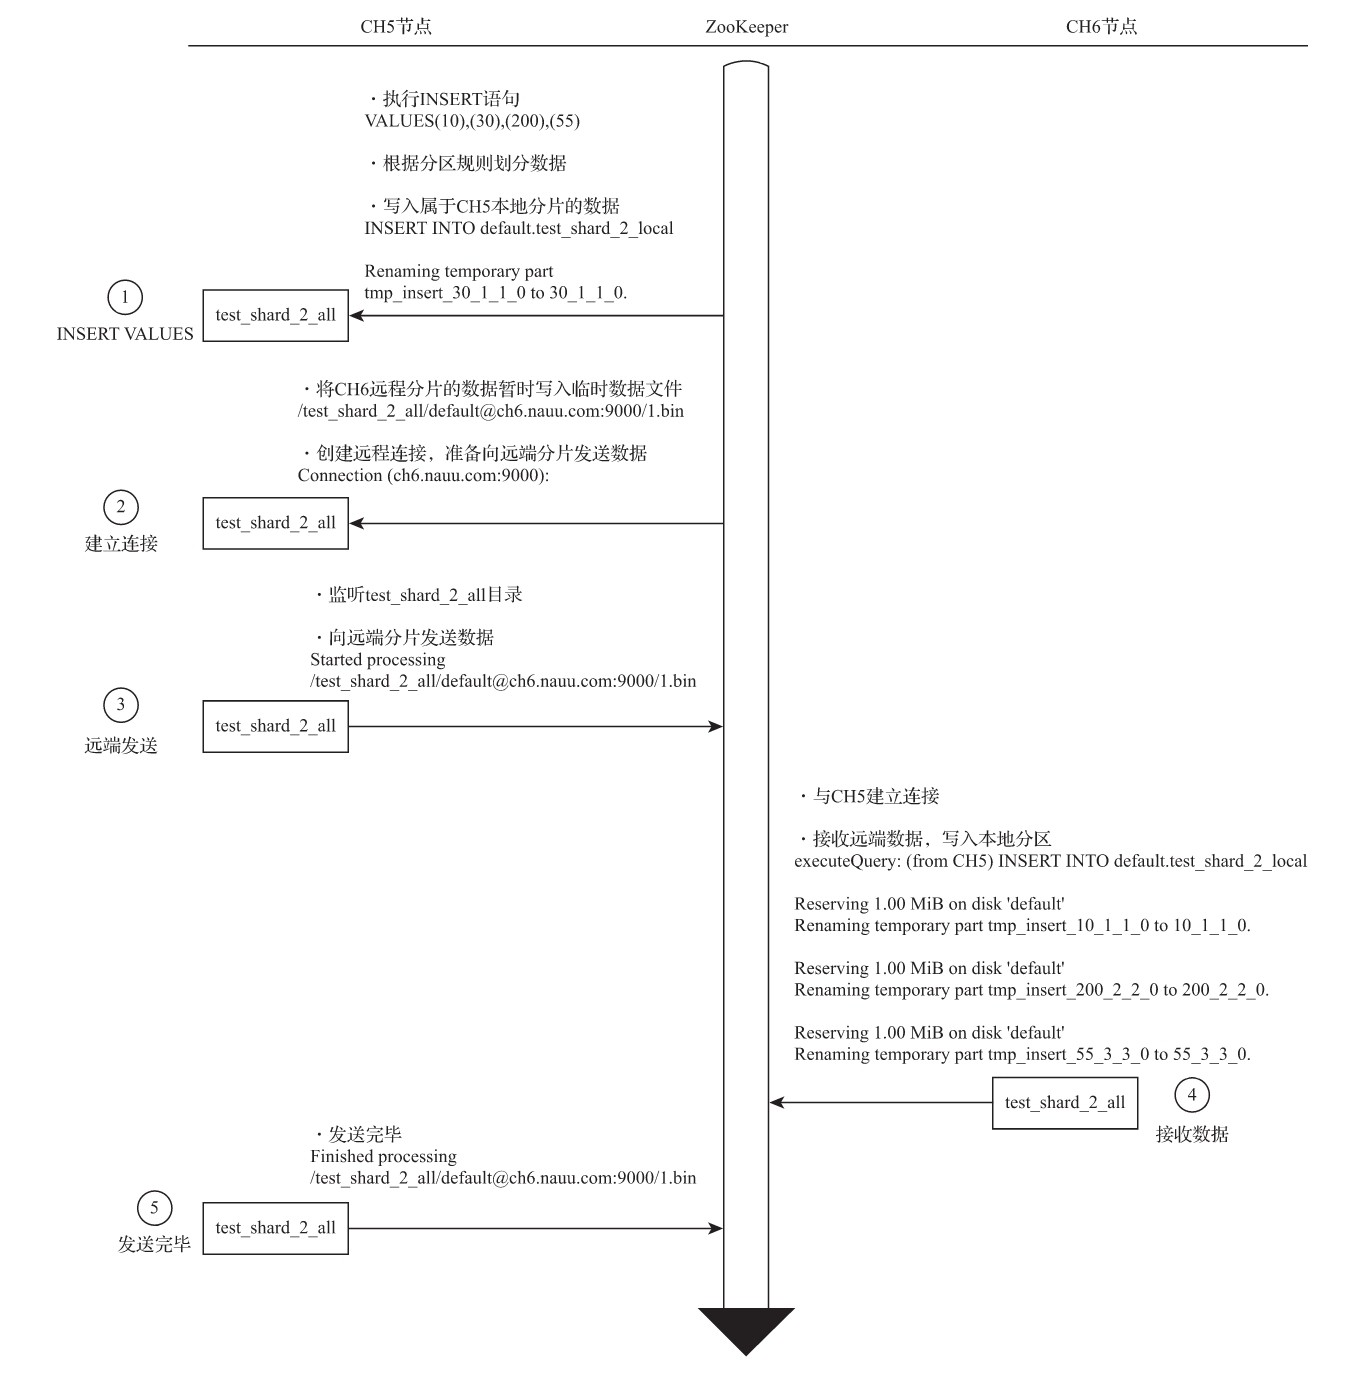 CH5节点
ZooKeeper
CH6节点
·执行INSERT语句
VALUES(10),(30),(200),(55)
·根据分区规则划分数据
·写入属于CH5本地分片的数据
INSERT INTO default.test_shard_2_local
Renaming temporary part
tmp_insert_30_1_1_0 to 30_1_1_0.
1
INSERT VALUES
test_shard_2_all
·将CH6远程分片的数据暂时写入临时数据文件
/test_shard_2_all/default@ch6.nauu.com:9000/1.bin
·创建远程连接，准备向远端分片发送数据
Connection (ch6.nauu.com:9000):
2
建立连接
test_shard_2_all
·监听test_shard_2_all目录
·向远端分片发送数据
Started processing
/test_shard_2_all/default@ch6.nauu.com:9000/1.bin
3
远端发送
test_shard_2_all
·与CH5建立连接
·接收远端数据，写入本地分区
executeQuery: (from CH5) INSERT INTO default.test_shard_2_local
Reserving 1.00 MiB on disk 'default'
Renaming temporary part tmp_insert_10_1_1_0 to 10_1_1_0.
Reserving 1.00 MiB on disk 'default'
Renaming temporary part tmp_insert_200_2_2_0 to 200_2_2_0.
Reserving 1.00 MiB on disk 'default'
Renaming temporary part tmp_insert_55_3_3_0 to 55_3_3_0.
test_shard_2_all
4
接收数据
·发送完毕
Finished processing
/test_shard_2_all/default@ch6.nauu.com:9000/1.bin
5
发送完毕
test_shard_2_all